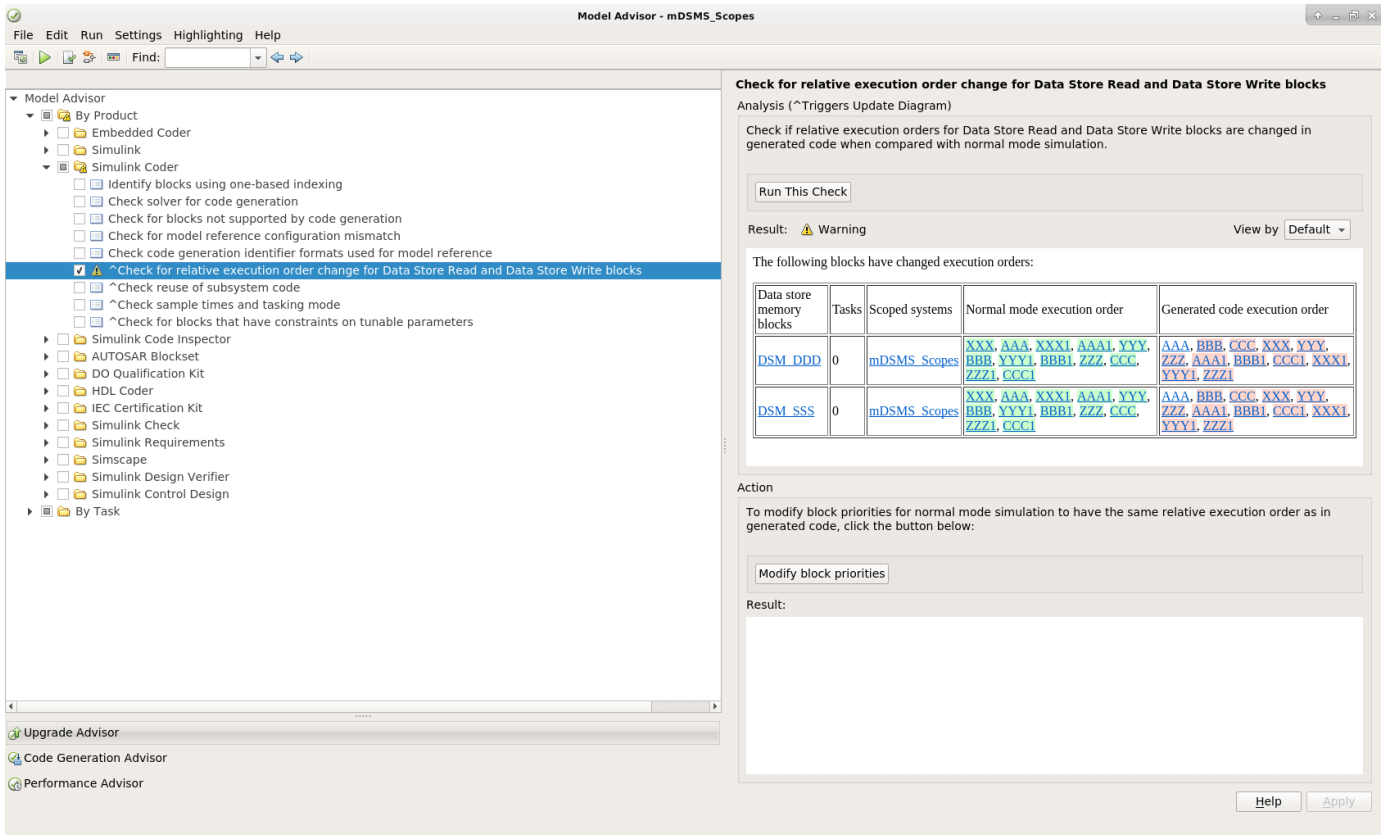 Model Advisor - mDSMS_Scopes
File Edit Run Settings Highlighting Help
Find:
Model Advisor
By Product
Embedded Coder
Simulink
Simulink Coder
Identify blocks using one-based indexing
Check solver for code generation
Check for blocks not supported by code generation
Check for model reference configuration mismatch
Check code generation identifier formats used for model reference
^Check for relative execution order change for Data Store Read and Data Store Write blocks
^Check reuse of subsystem code
^Check sample times and tasking mode
^Check for blocks that have constraints on tunable parameters
Simulink Code Inspector
AUTOSAR Blockset
DO Qualification Kit
HDL Coder
IEC Certification Kit
Simulink Check
Simulink Requirements
Simscape
Simulink Design Verifier
Simulink Control Design
By Task
Upgrade Advisor
Code Generation Advisor
Performance Advisor
Check for relative execution order change for Data Store Read and Data Store Write blocks
Analysis (^Triggers Update Diagram)
Check if relative execution orders for Data Store Read and Data Store Write blocks are changed in
generated code when compared with normal mode simulation.
Run This Check
Result: Warning View by Default
The following blocks have changed execution orders:
Data store
memory
blocks
Tasks
Scoped systems
Normal mode execution order
Generated code execution order
DSM_DDD
0
mDSMS_Scopes
XXX, AAA, XXX1, AAA1, YYY,
BBB, YYY1, BBB1, ZZZ, CCC,
ZZZ1, CCC1
AAA, BBB, CCC, XXX, YYY,
ZZZ, AAA1, BBB1, CCC1, XXX1,
YYY1, ZZZ1
DSM_SSS
0
mDSMS_Scopes
XXX, AAA, XXX1, AAA1, YYY,
BBB, YYY1, BBB1, ZZZ, CCC,
ZZZ1, CCC1
AAA, BBB, CCC, XXX, YYY,
ZZZ, AAA1, BBB1, CCC1, XXX1,
YYY1, ZZZ1
Action
To modify block priorities for normal mode simulation to have the same relative execution order as in
generated code, click the button below:
Modify block priorities
Result:
Help Apply